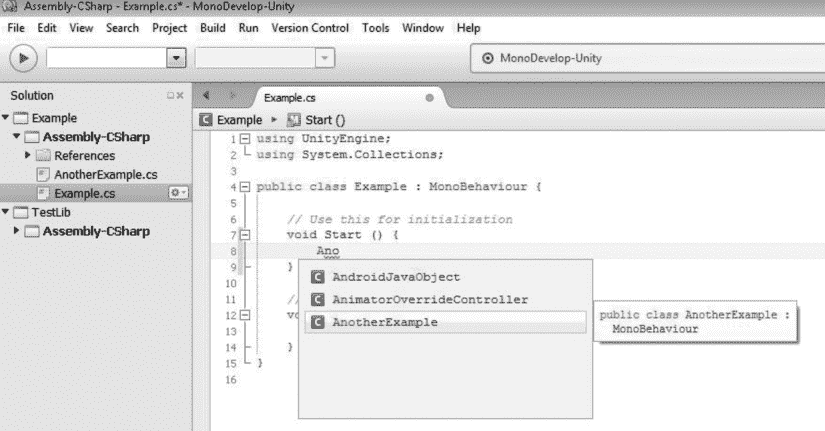 Assembly-CSharp - Example.cs* - MonoDevelop-Unity
File Edit View Search Project Build Run Version Control Tools Window Help
MonoDevelop-Unity
Solution
Example
Assembly-CSharp
References
AnotherExample.cs
Example.cs
TestLib
Assembly-CSharp
Example.cs
C Example ▸ Start ()
1 using UnityEngine;
2 using System.Collections;
3
4 public class Example : MonoBehaviour {
5
6 // Use this for initialization
7 void Start () {
8 Ano
9 }
10
11 //
12 vo
13
14 }
15 }
16
C AndroidJavaObject
C AnimatorOverrideController
C AnotherExample
public class AnotherExample :
MonoBehaviour